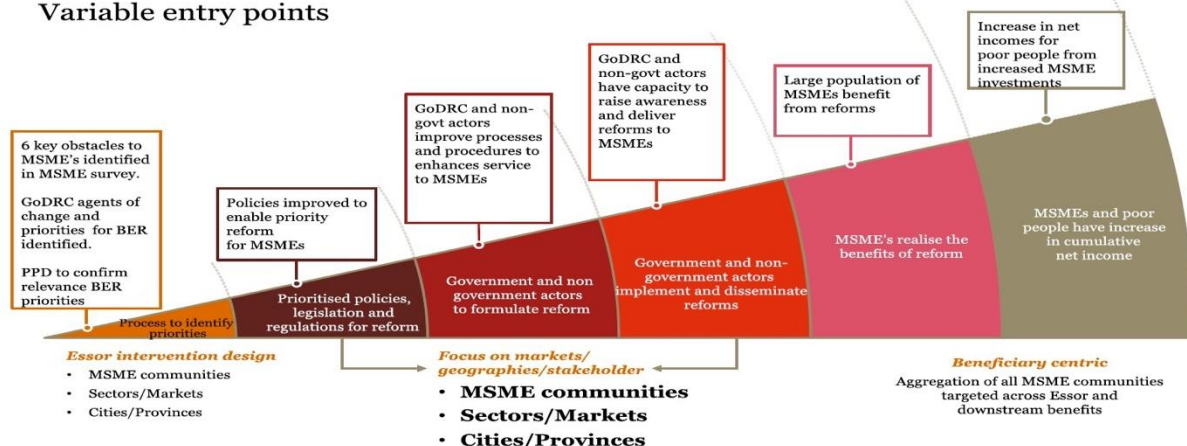 Variable entry points
6 key obstacles to
MSME's identified
in MSME survey.
GoDRC agents of
change and
priorities for BER
identified.
PPD to confirm
relevance BER
priorities
Policies improved to
enable priority
reform
for MSMEs
GoDRC and non-
govt actors
improve processes
and procedures to
enhances service
to MSMEs
GoDRC and
non-govt actors
have capacity to
raise awareness
and deliver
reforms to
MSMEs
Large population of
MSMEs benefit
from reforms
Increase in net
incomes for
poor people from
increased MSME
investments
Process to identify
priorities
Prioritised policies,
legislation and
regulations for reform
Government and non
government actors
to formulate reform
Government and non-
government actors
implement and disseminate
reforms
MSME's realise the
benefits of reform
MSMEs and poor
people have increase
in cumulative
net income
Essor intervention design
• MSME communities
• Sectors/Markets
• Cities/Provinces
Focus on markets/
geographies/stakeholder
• MSME communities
• Sectors/Markets
• Cities/Provinces
Beneficiary centric
Aggregation of all MSME communities
targeted across Essor and
downstream benefits